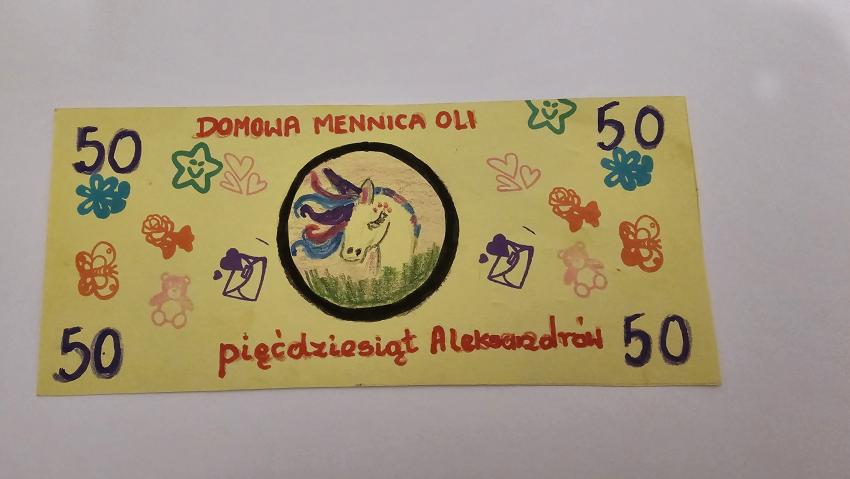 50 DOMOWA MENNICA OLI 50
50 pięćdziesiąt Aleksandrów 50